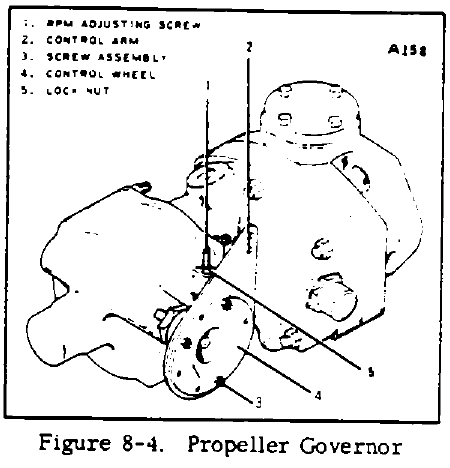 1. RPM ADJUSTING SCREW
2. CONTROL ARM
3. SCREW ASSEMBLY
4. CONTROL WHEEL
5. LOCK NUT
A158
1
2
5
4
3
Figure 8-4. Propeller Governor